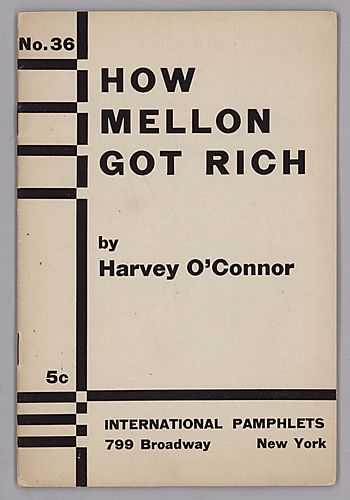 No. 36
HOW
MELLON
GOT RICH
by
Harvey O'Connor
5c
INTERNATIONAL PAMPHLETS
799 Broadway New York